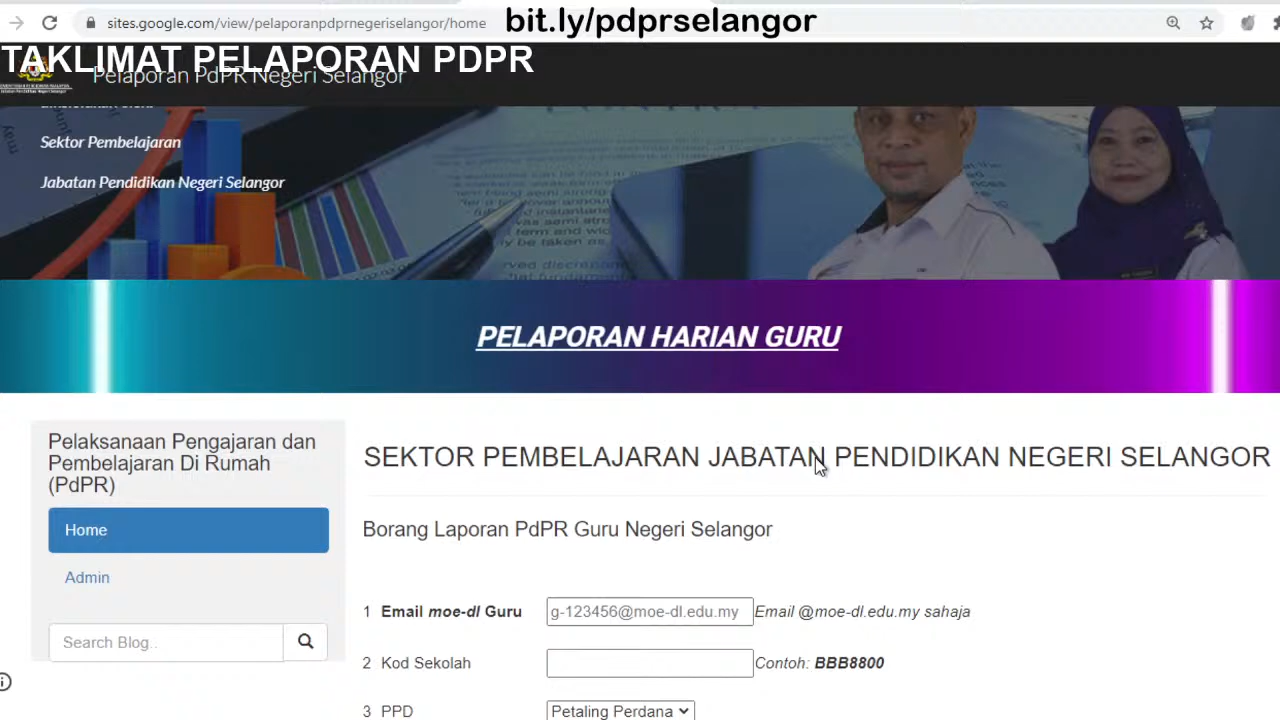 sites.google.com/view/pelaporanpdprnegeriselangor/home
bit.ly/pdprselangor
TAKLIMAT PELAPORAN PDPR
Pelaporan PdPR Negeri Selangor
Sektor Pembelajaran
Jabatan Pendidikan Negeri Selangor
PELAPORAN HARIAN GURU
Pelaksanaan Pengajaran dan
Pembelajaran Di Rumah
(PdPR)
Home
Admin
Search Blog..
SEKTOR PEMBELAJARAN JABATAN PENDIDIKAN NEGERI SELANGOR
Borang Laporan PdPR Guru Negeri Selangor
1 Email moe-dl Guru g-123456@moe-dl.edu.my Email @moe-dl.edu.my sahaja
2 Kod Sekolah Contoh: BBB8800
3 PPD Petaling Perdana